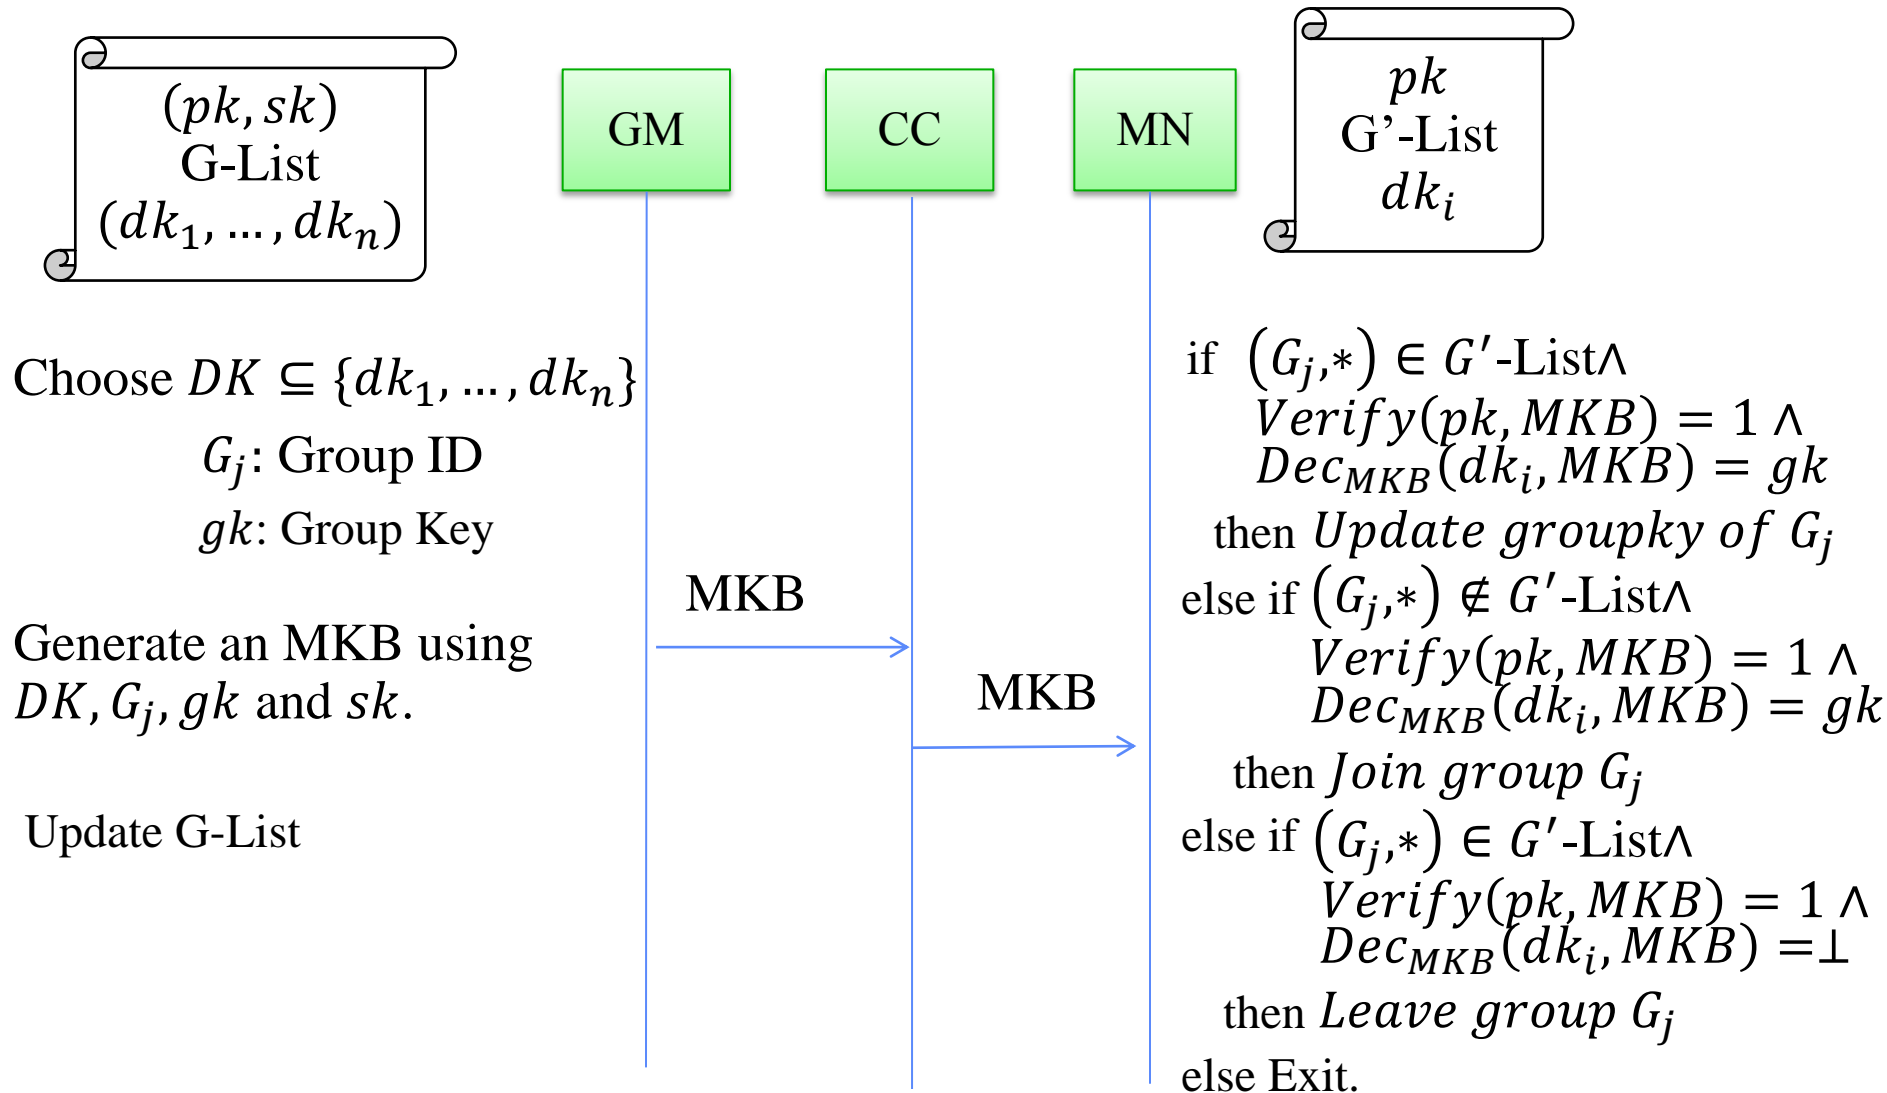 (pk, sk)
G-List
(dk₁, … , dkₙ)
GM
CC
MN
pk
G’-List
dkᵢ
Choose DK ⊆ {dk₁, … , dkₙ}
Gⱼ: Group ID
gk: Group Key
Generate an MKB using
DK, Gⱼ, gk and sk.
Update G-List
MKB
MKB
if (Gⱼ,∗) ∈ G′-List∧
Verify(pk, MKB) = 1 ∧
Dec_MKB(dkᵢ, MKB) = gk
then Update groupky of Gⱼ
else if (Gⱼ,∗) ∉ G′-List∧
Verify(pk, MKB) = 1 ∧
Dec_MKB(dkᵢ, MKB) = gk
then Join group Gⱼ
else if (Gⱼ,∗) ∈ G′-List∧
Verify(pk, MKB) = 1 ∧
Dec_MKB(dkᵢ, MKB) =⊥
then Leave group Gⱼ
else Exit.